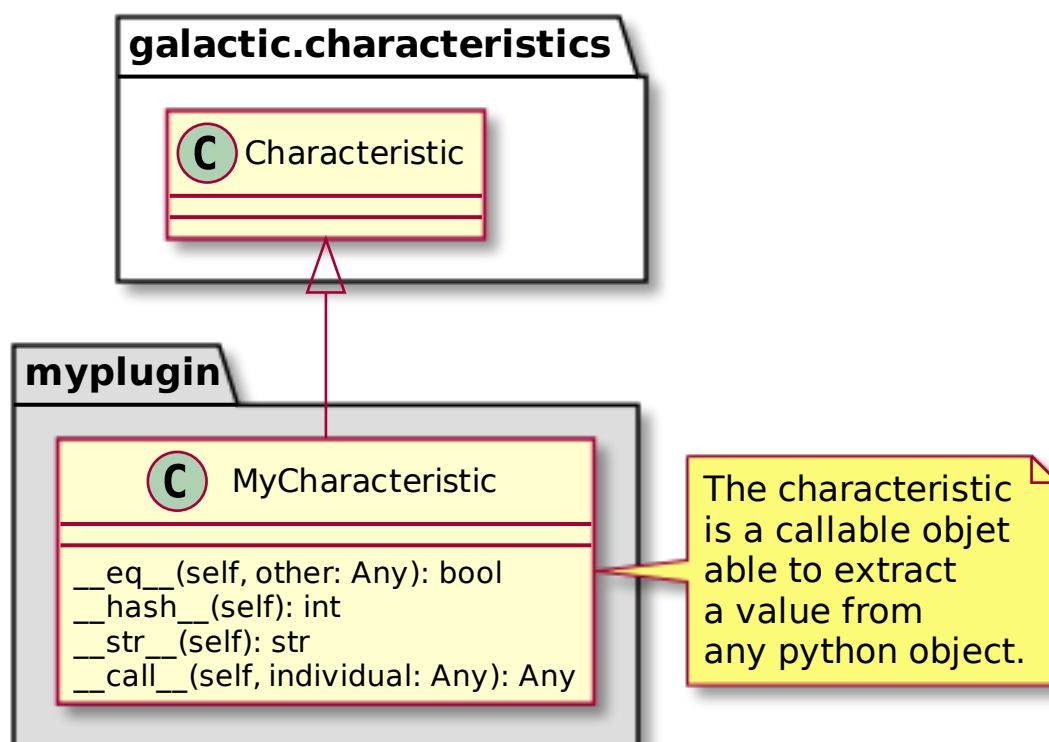 galactic.characteristics
C Characteristic
myplugin
C MyCharacteristic
__eq__(self, other: Any): bool
__hash__(self): int
__str__(self): str
__call__(self, individual: Any): Any
The characteristic
is a callable objet
able to extract
a value from
any python object.